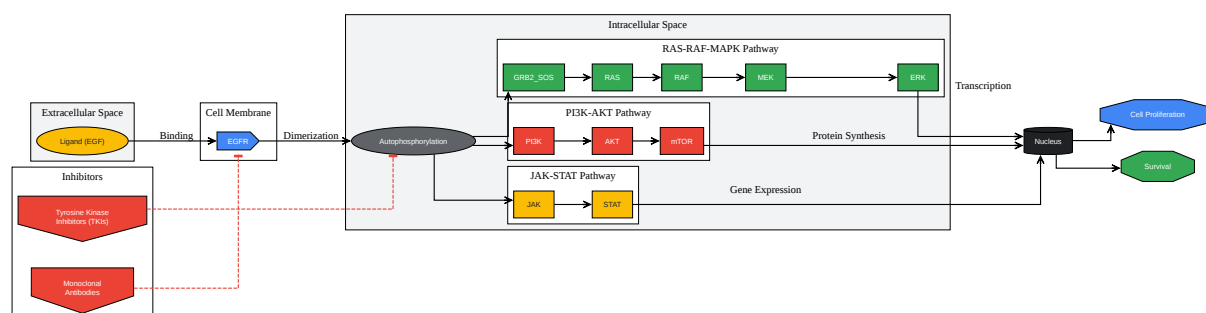 Intracellular Space
RAS-RAF-MAPK Pathway
GRB2_SOS
RAS
RAF
MEK
ERK
Transcription
Extracellular Space
Ligand (EGF)
Binding
Cell Membrane
EGFR
Dimerization
Autophosphorylation
PI3K-AKT Pathway
PI3K
AKT
mTOR
Protein Synthesis
Nucleus
Cell Proliferation
Survival
JAK-STAT Pathway
JAK
STAT
Gene Expression
Inhibitors
Tyrosine Kinase
Inhibitors (TKIs)
Monoclonal
Antibodies